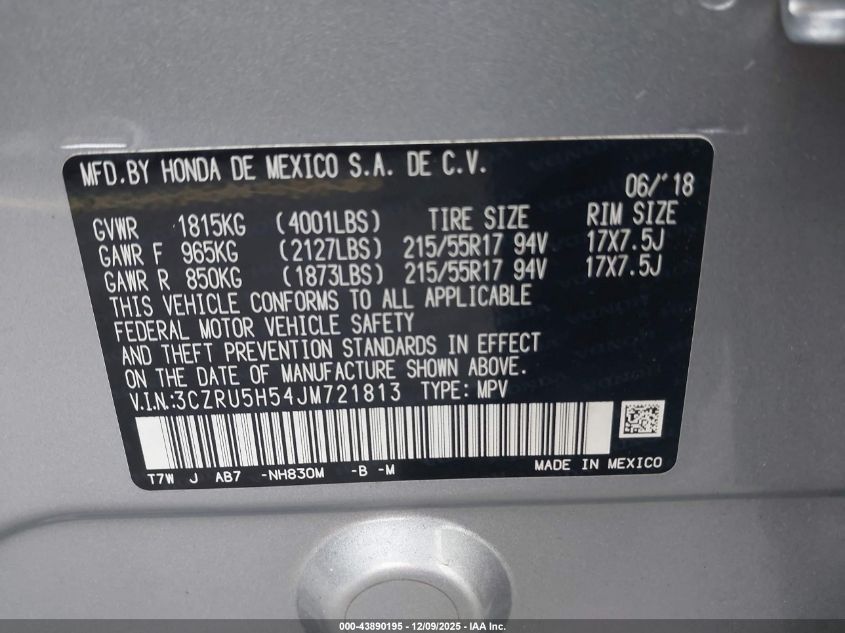 MFD.BY HONDA DE MEXICO S.A. DE C.V.
06/'18
GVWR 1815KG (4001LBS) TIRE SIZE RIM SIZE
GAWR F 965KG (2127LBS) 215/55R17 94V 17X7.5J
GAWR R 850KG (1873LBS) 215/55R17 94V 17X7.5J
THIS VEHICLE CONFORMS TO ALL APPLICABLE
FEDERAL MOTOR VEHICLE SAFETY
AND THEFT PREVENTION STANDARDS IN EFFECT
ON THE DATE OF MANUFACTURE SHOWN ABOVE.
V.I.N.:3CZRU5H54JM721813 TYPE: MPV
T7W J AB7 -NH830M -B -M MADE IN MEXICO
000-43890195 - 12/09/2025 - IAA Inc.